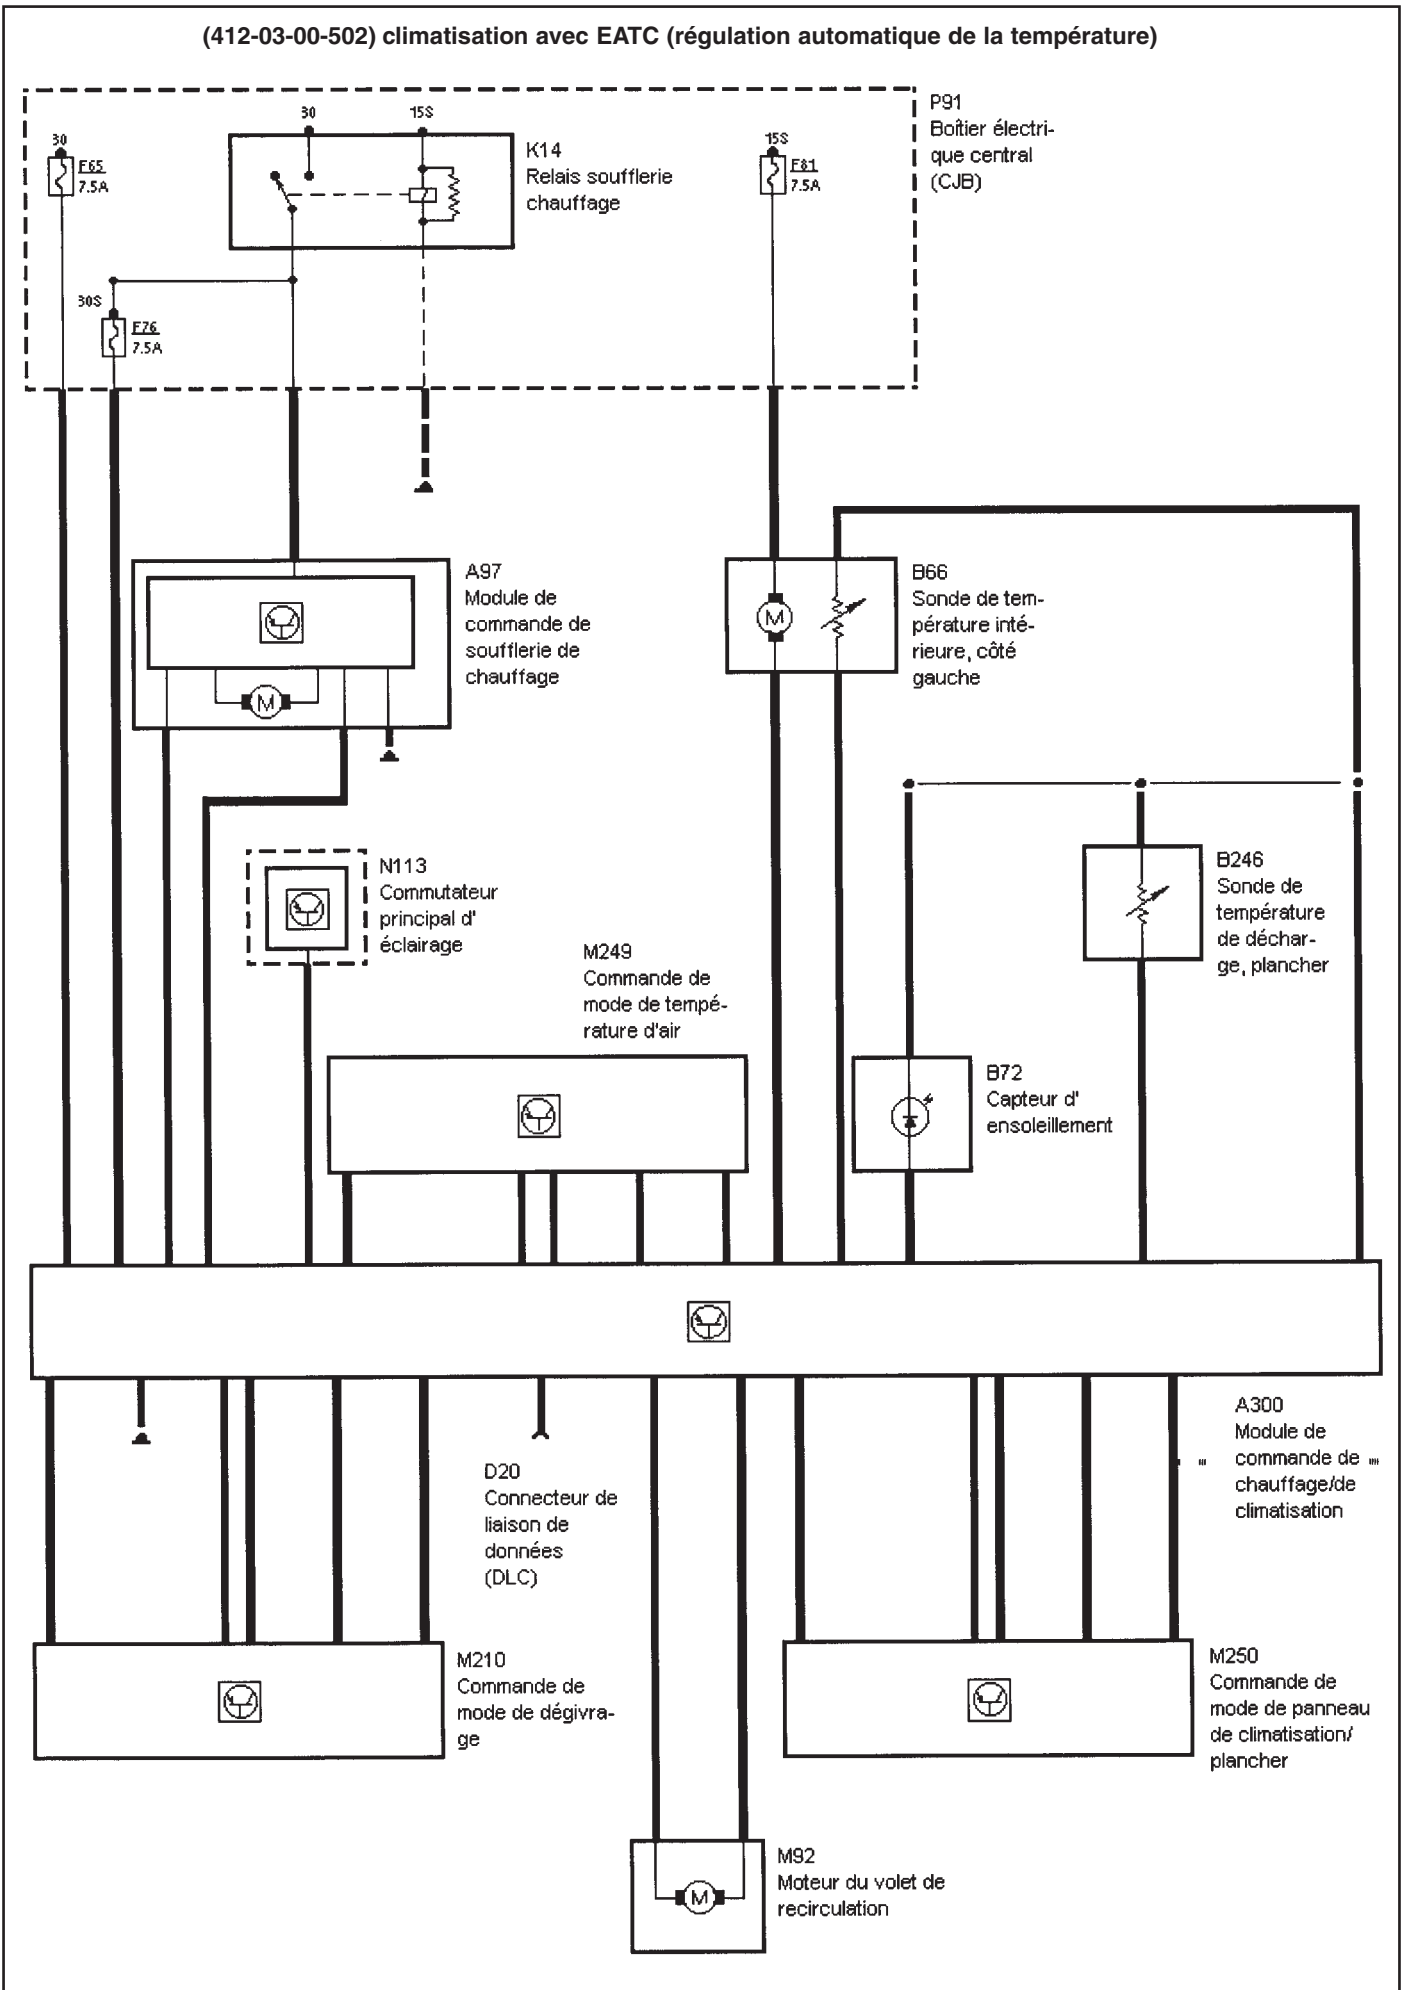 (412-03-00-502) climatisation avec EATC (régulation automatique de la température)
30
15S
P91
Boîtier électri-
que central
(CJB)
30
F65
7.5A
K14
Relais soufflerie
chauffage
15S
F81
7.5A
30S
F76
7.5A
A97
Module de
commande de
soufflerie de
chauffage
M
M
B66
Sonde de tem-
pérature inté-
rieure, côté
gauche
N113
Commutateur
principal d'
éclairage
B246
Sonde de
température
de déchar-
ge, plancher
M249
Commande de
mode de tempé-
rature d'air
B72
Capteur d'
ensoleillement
A300
Module de
commande de
chauffage/de
climatisation
D20
Connecteur de
liaison de
données
(DLC)
M210
Commande de
mode de dégivra-
ge
M250
Commande de
mode de panneau
de climatisation/
plancher
M
M92
Moteur du volet de
recirculation